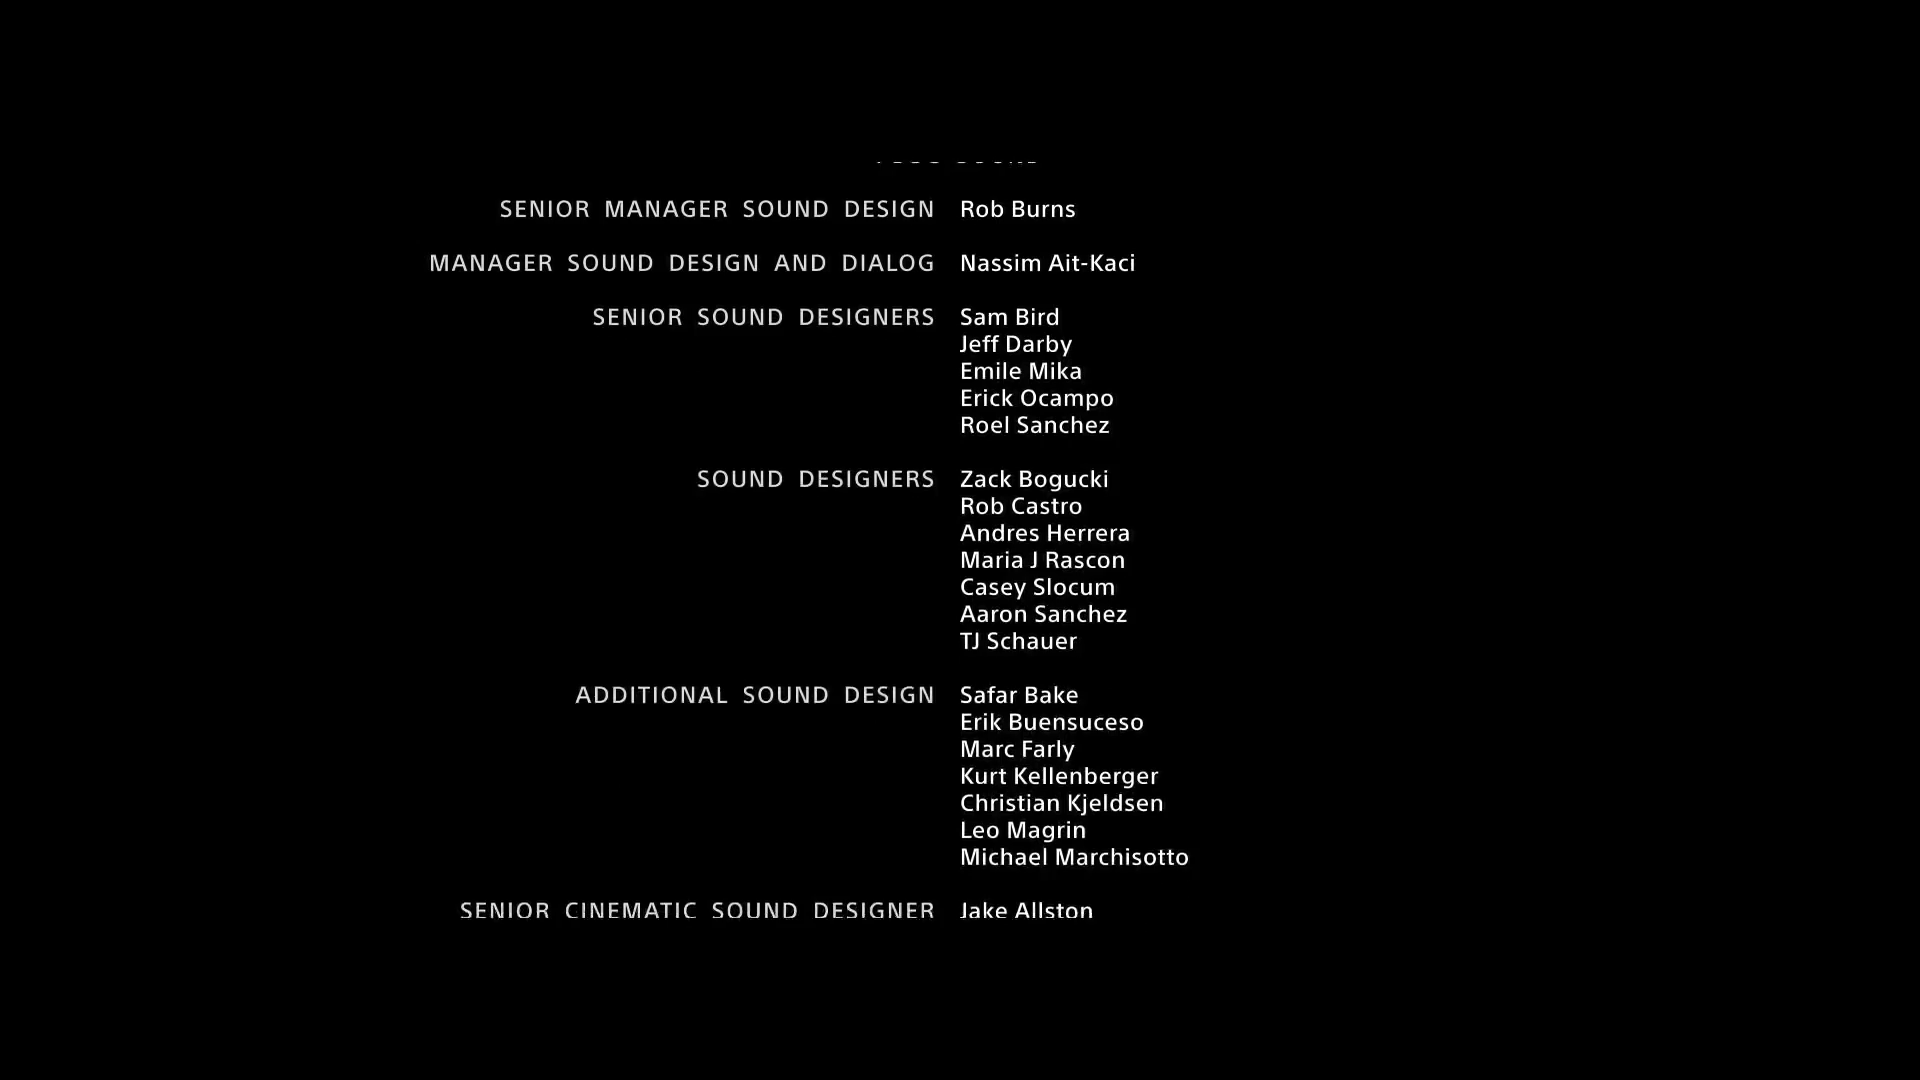 SENIOR MANAGER SOUND DESIGN Rob Burns
MANAGER SOUND DESIGN AND DIALOG Nassim Ait-Kaci
SENIOR SOUND DESIGNERS Sam Bird
Jeff Darby
Emile Mika
Erick Ocampo
Roel Sanchez
SOUND DESIGNERS Zack Bogucki
Rob Castro
Andres Herrera
Maria J Rascon
Casey Slocum
Aaron Sanchez
TJ Schauer
ADDITIONAL SOUND DESIGN Safar Bake
Erik Buensuceso
Marc Farly
Kurt Kellenberger
Christian Kjeldsen
Leo Magrin
Michael Marchisotto
SENIOR CINEMATIC SOUND DESIGNER Jake Allston